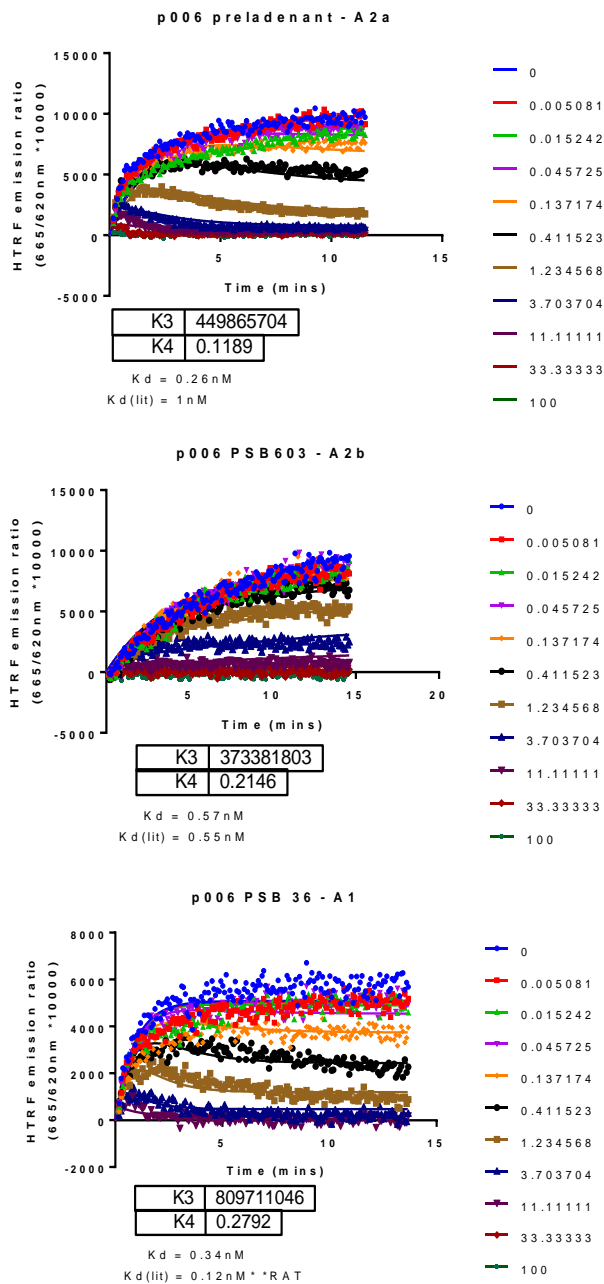 p006 preladenant - A2a
HTRF emission ratio
(665/620nm *10000)
15000
10000
5000
0
-5000
5
10
15
Time (mins)
0
0.005081
0.015242
0.045725
0.137174
0.411523
1.234568
3.703704
11.11111
33.33333
100
K3 449865704
K4 0.1189
Kd = 0.26nM
Kd(lit) = 1nM
p006 PSB603 - A2b
HTRF emission ratio
(665/620nm *10000)
15000
10000
5000
0
-5000
5
10
15
20
Time (mins)
0
0.005081
0.015242
0.045725
0.137174
0.411523
1.234568
3.703704
11.11111
33.33333
100
K3 373381803
K4 0.2146
Kd = 0.57nM
Kd(lit) = 0.55nM
p006 PSB 36 - A1
HTRF emission ratio
(665/620nm *10000)
8000
6000
4000
2000
0
-2000
5
10
15
Time (mins)
0
0.005081
0.015242
0.045725
0.137174
0.411523
1.234568
3.703704
11.11111
33.33333
100
K3 809711046
K4 0.2792
Kd = 0.34nM
Kd(lit) = 0.12nM**RAT